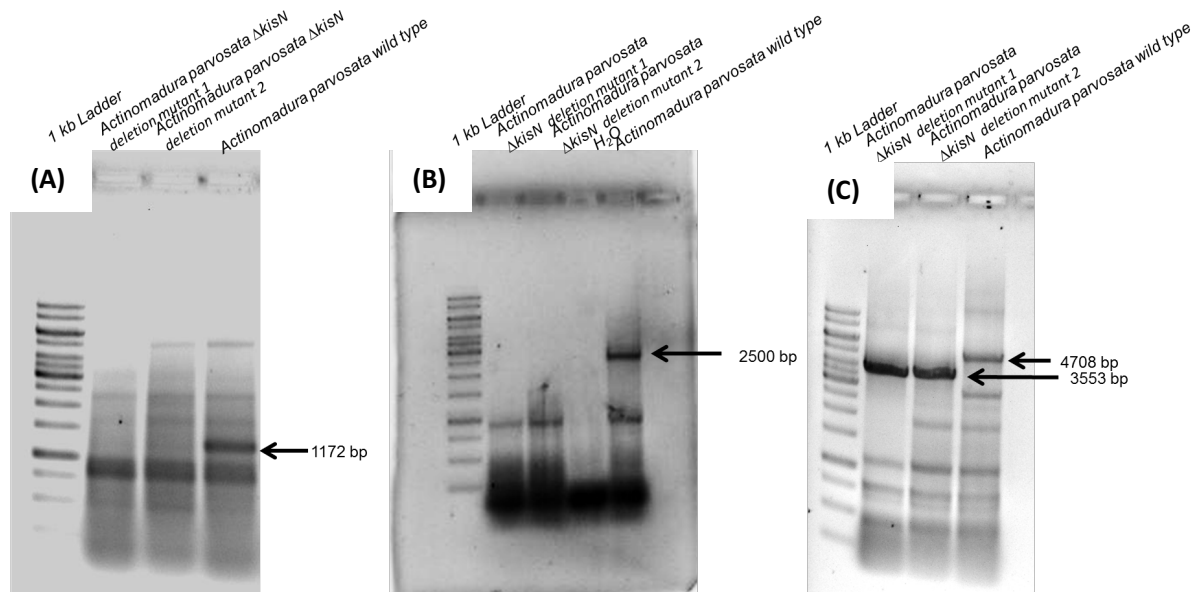 (A)
1 kb Ladder
Actinomadura parvosata ΔkisN
deletion mutant 1
Actinomadura parvosata ΔkisN
deletion mutant 2
Actinomadura parvosata wild type
1172 bp
(B)
1 kb Ladder
Actinomadura parvosata
ΔkisN deletion mutant 1
Actinomadura parvosata
ΔkisN deletion mutant 2
H₂O
Actinomadura parvosata wild type
2500 bp
(C)
1 kb Ladder
Actinomadura parvosata
ΔkisN deletion mutant 1
Actinomadura parvosata
ΔkisN deletion mutant 2
Actinomadura parvosata wild type
4708 bp
3553 bp